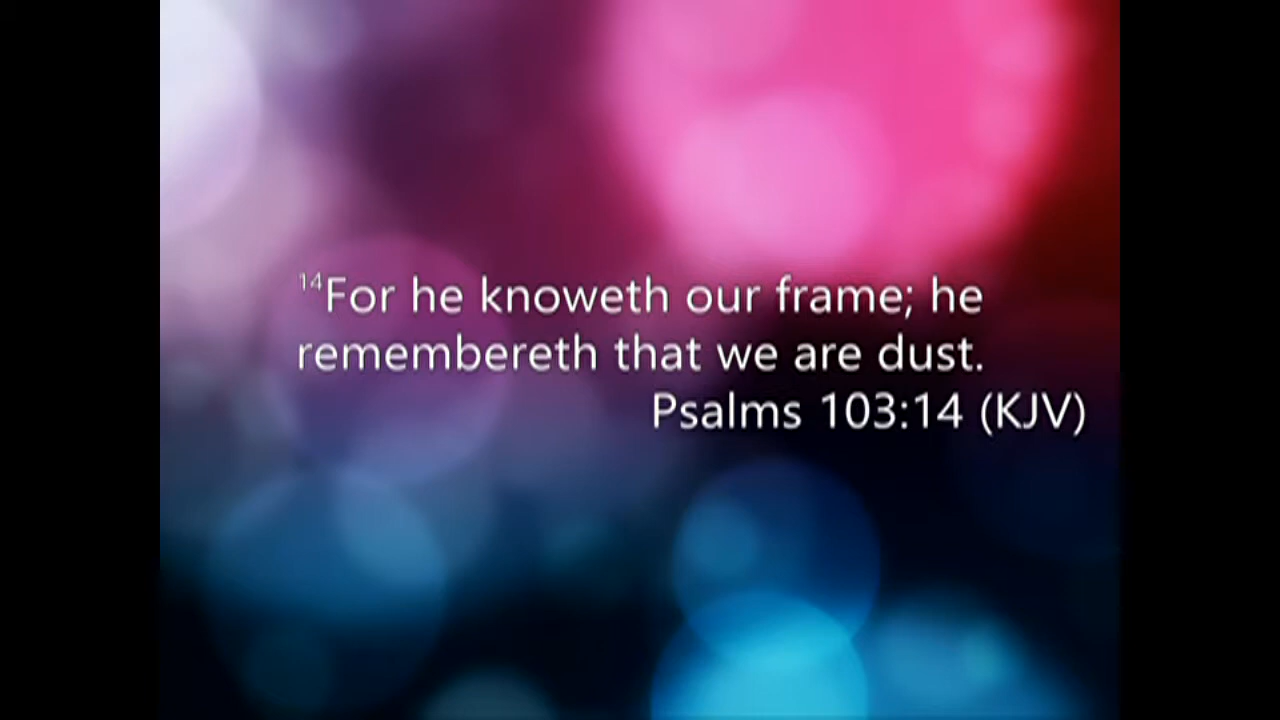 ¹⁴For he knoweth our frame; he
remembereth that we are dust.
Psalms 103:14 (KJV)